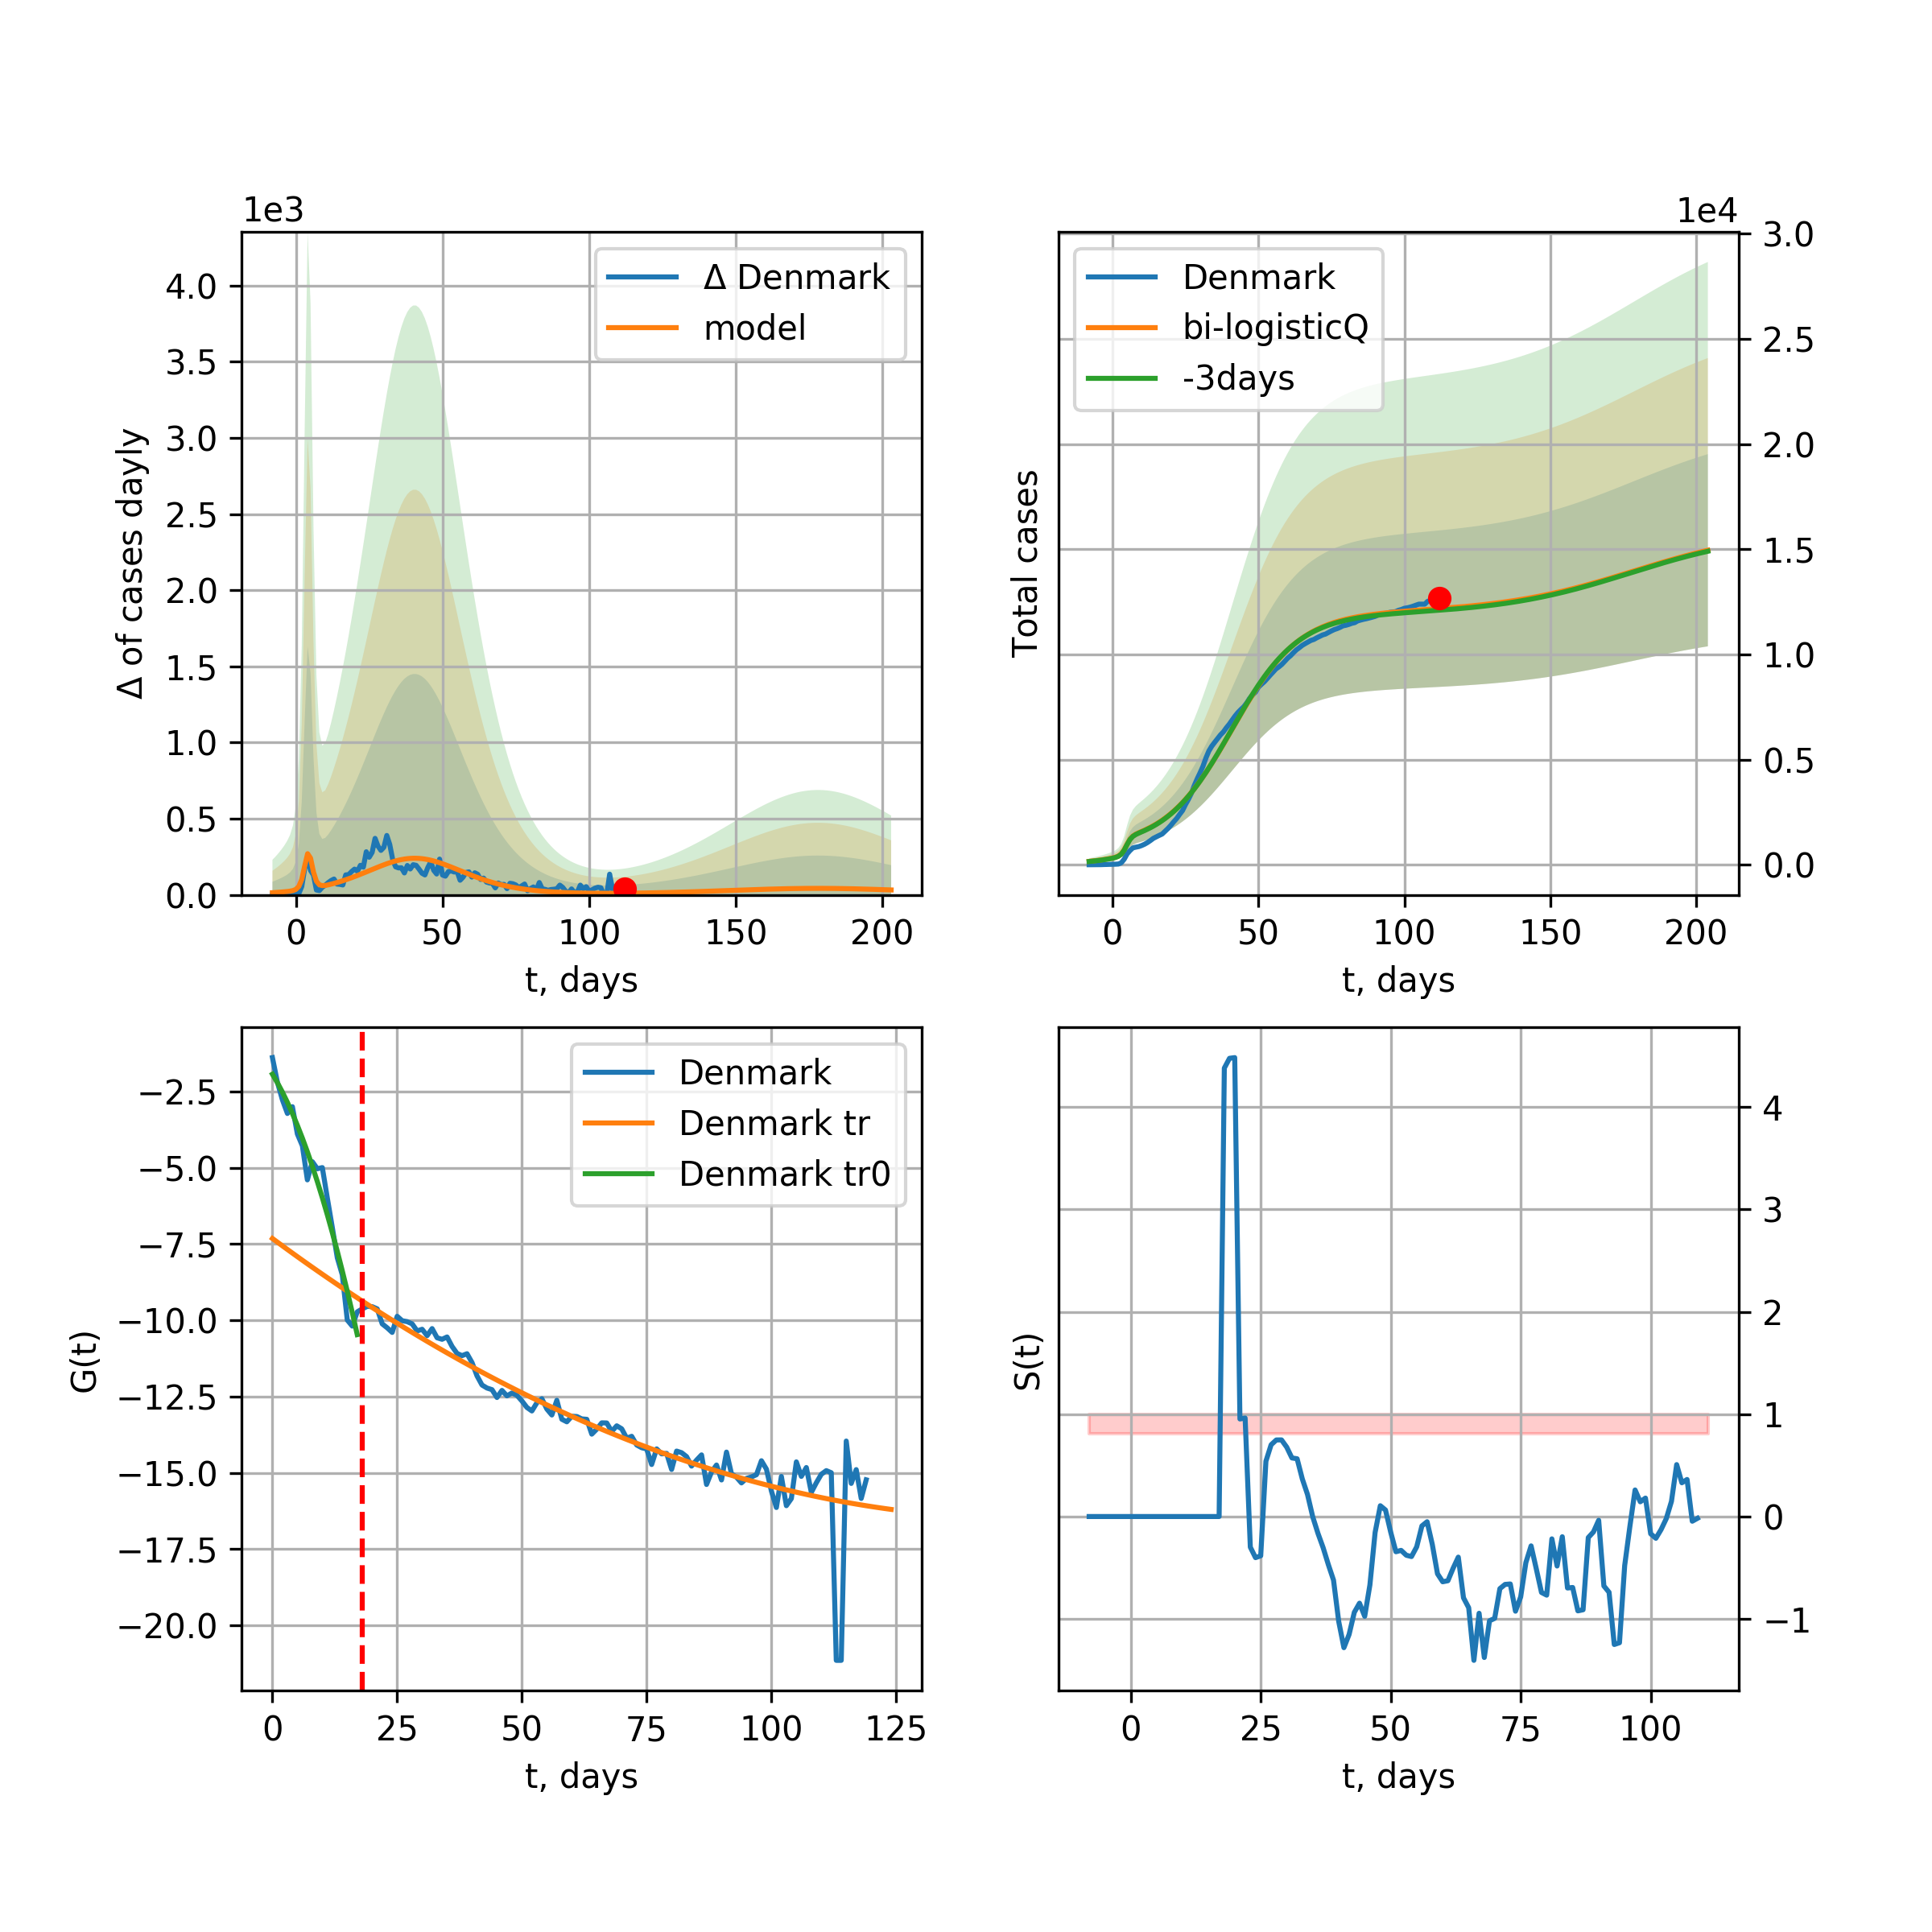 1e3
Δ of cases dayly
4.0
3.5
3.0
2.5
2.0
1.5
1.0
0.5
0.0
Δ Denmark
model
0 50 100 150 200
t, days
1e4
Total cases
Denmark
bi-logisticQ
-3days
3.0
2.5
2.0
1.5
1.0
0.5
0.0
0 50 100 150 200
t, days
G(t)
−2.5
−5.0
−7.5
−10.0
−12.5
−15.0
−17.5
−20.0
Denmark
Denmark tr
Denmark tr0
0 25 50 75 100 125
t, days
S(t)
4
3
2
1
0
−1
0 25 50 75 100
t, days